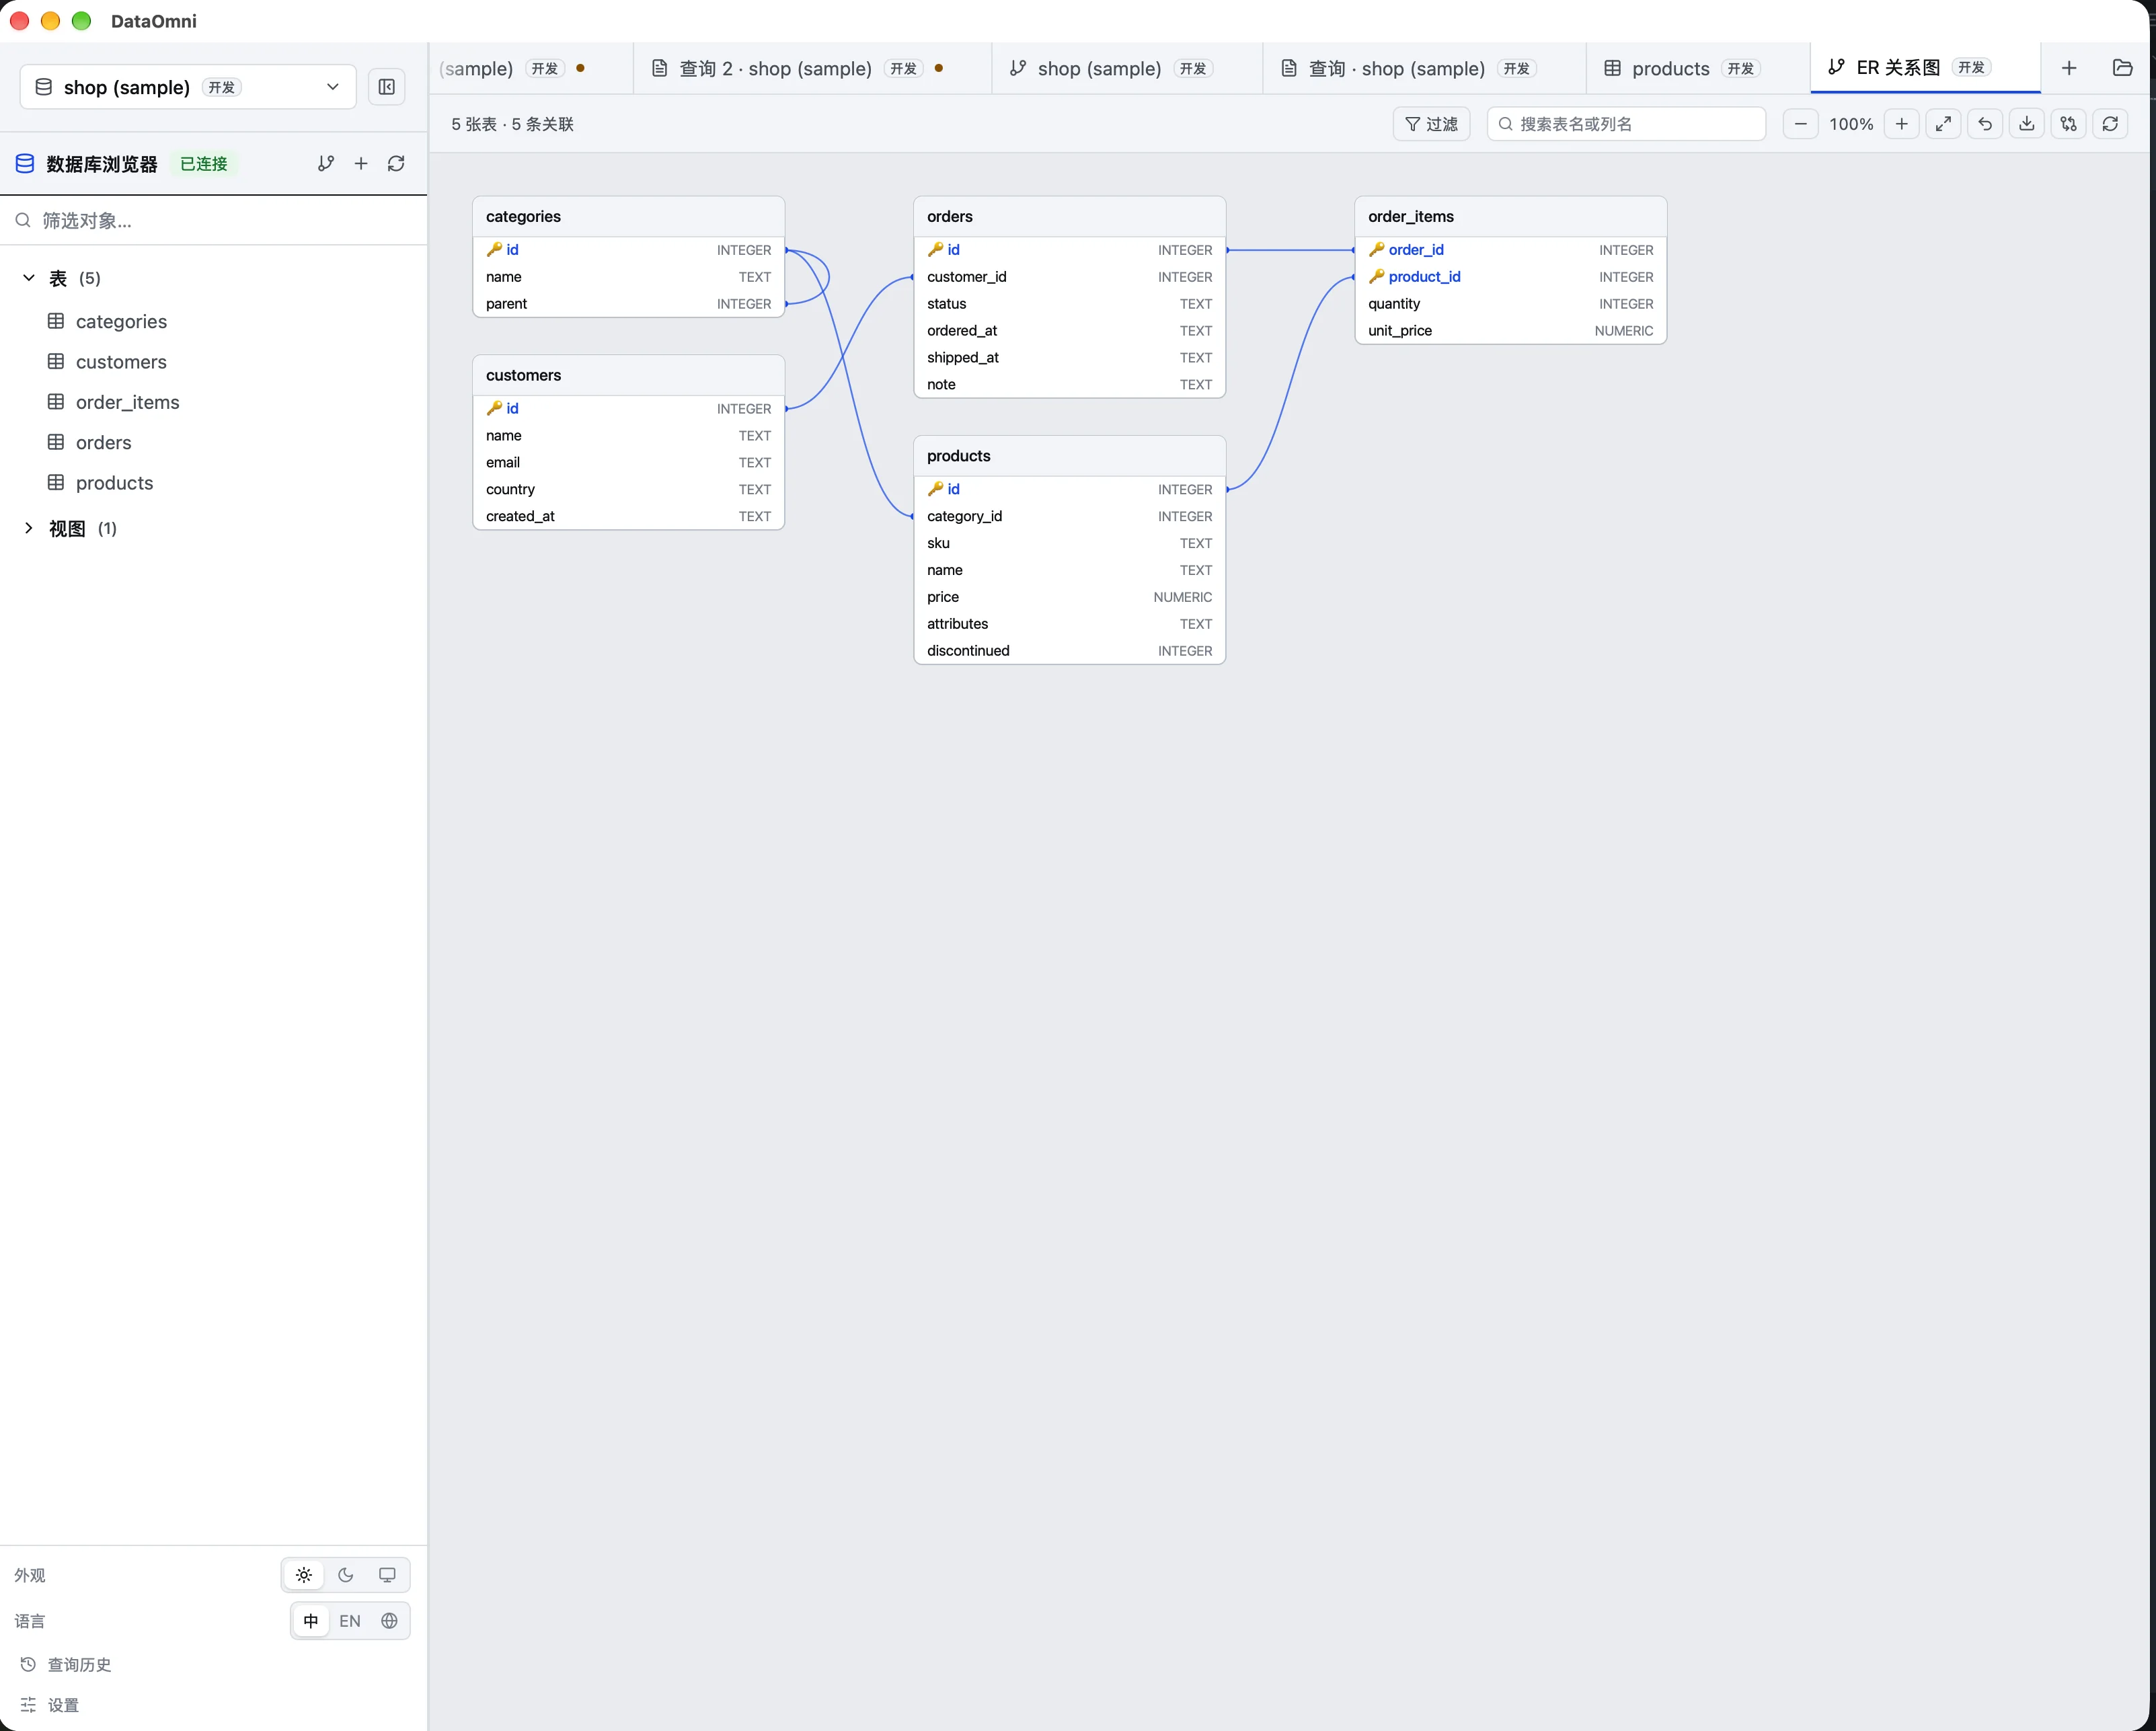 DataOmni
shop (sample) 开发
(sample) 开发
查询 2 · shop (sample) 开发
shop (sample) 开发
查询 · shop (sample) 开发
products 开发
ER 关系图 开发
5 张表 · 5 条关联
过滤
搜索表名或列名
100%
数据库浏览器 已连接
筛选对象...
表 (5)
categories
customers
order_items
orders
products
视图 (1)
categories
id INTEGER
name TEXT
parent INTEGER
customers
id INTEGER
name TEXT
email TEXT
country TEXT
created_at TEXT
orders
id INTEGER
customer_id INTEGER
status TEXT
ordered_at TEXT
shipped_at TEXT
note TEXT
products
id INTEGER
category_id INTEGER
sku TEXT
name TEXT
price NUMERIC
attributes TEXT
discontinued INTEGER
order_items
order_id INTEGER
product_id INTEGER
quantity INTEGER
unit_price NUMERIC
外观
语言 中 EN
查询历史
设置